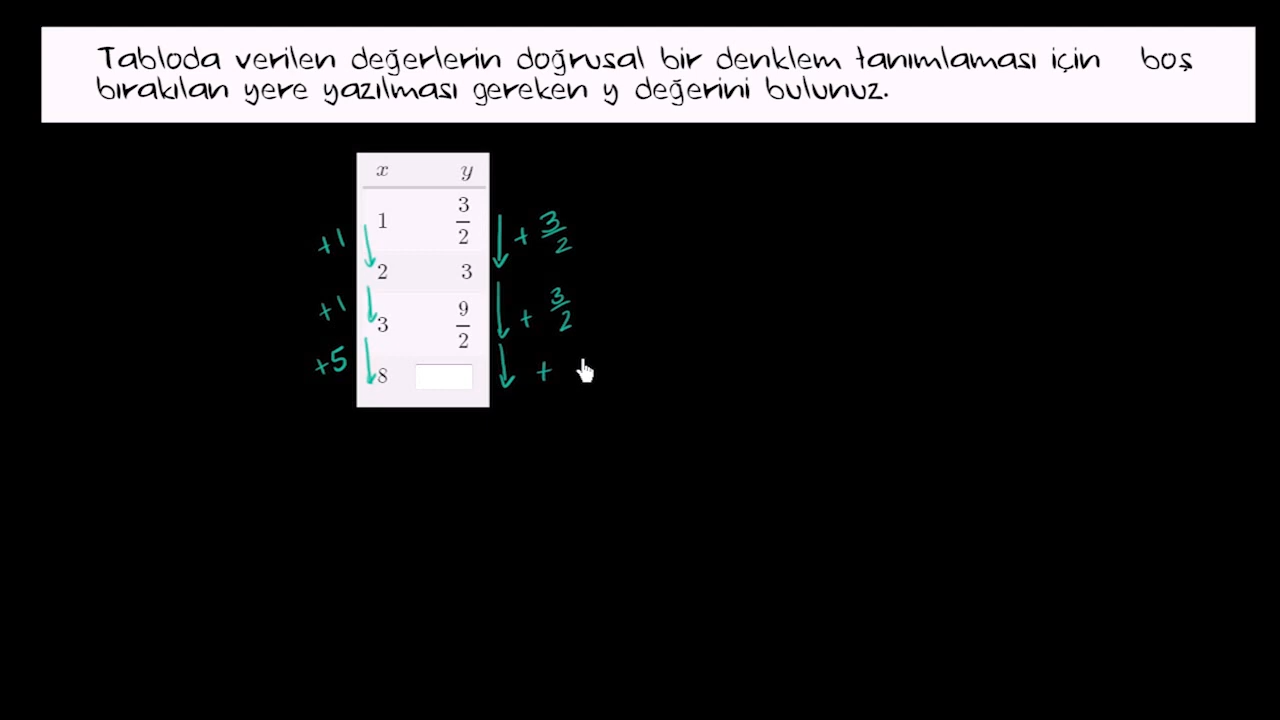 Tabloda verilen değerlerin doğrusal bir denklem tanımlaması için boş
bırakılan yere yazılması gereken y değerini bulunuz.
x y
1 3/2
+1 + 3/2
2 3
+1 + 3/2
3 9/2
+5 +
8